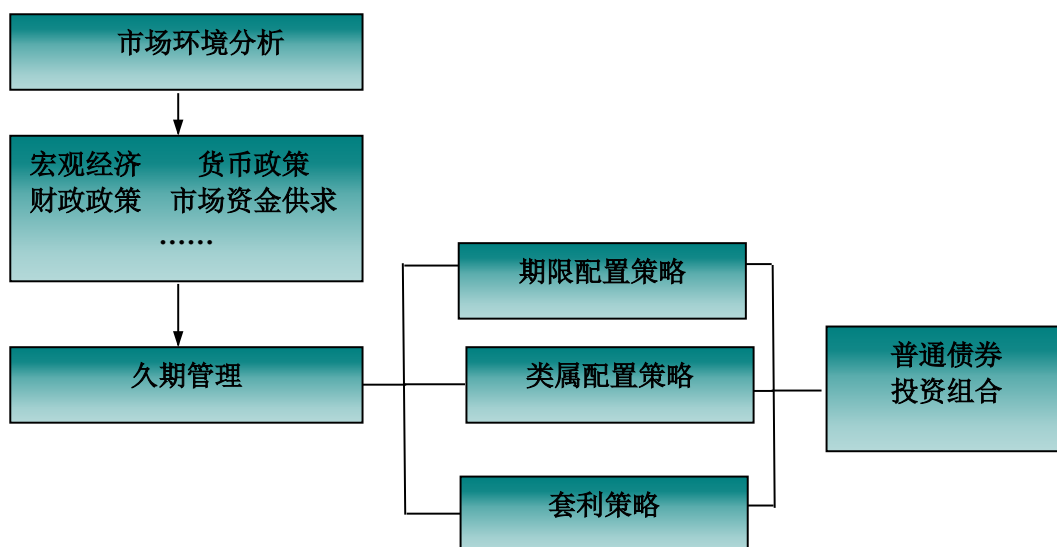 市场环境分析
宏观经济 货币政策
财政政策 市场资金供求
……
久期管理
期限配置策略
类属配置策略
套利策略
普通债券
投资组合